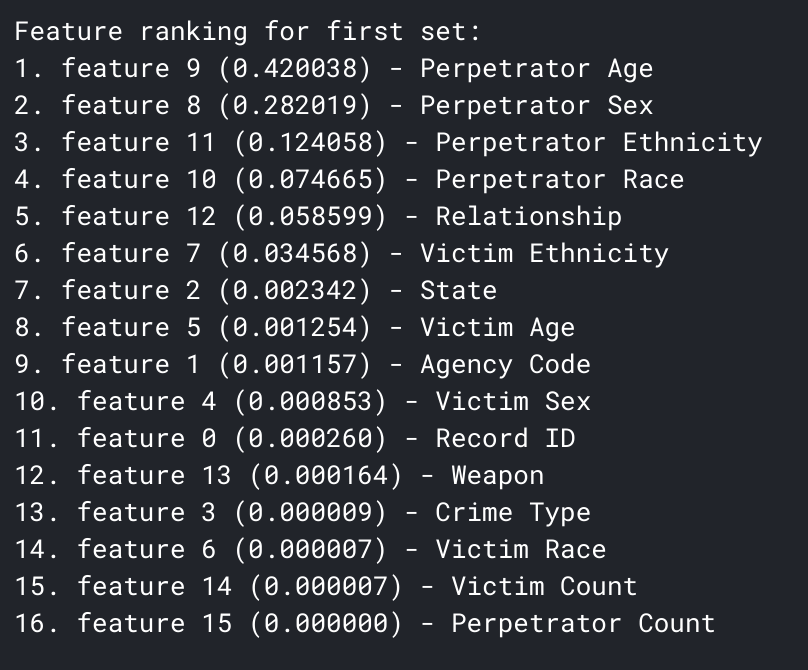 Feature ranking for first set:
1. feature 9 (0.420038) - Perpetrator Age
2. feature 8 (0.282019) - Perpetrator Sex
3. feature 11 (0.124058) - Perpetrator Ethnicity
4. feature 10 (0.074665) - Perpetrator Race
5. feature 12 (0.058599) - Relationship
6. feature 7 (0.034568) - Victim Ethnicity
7. feature 2 (0.002342) - State
8. feature 5 (0.001254) - Victim Age
9. feature 1 (0.001157) - Agency Code
10. feature 4 (0.000853) - Victim Sex
11. feature 0 (0.000260) - Record ID
12. feature 13 (0.000164) - Weapon
13. feature 3 (0.000009) - Crime Type
14. feature 6 (0.000007) - Victim Race
15. feature 14 (0.000007) - Victim Count
16. feature 15 (0.000000) - Perpetrator Count